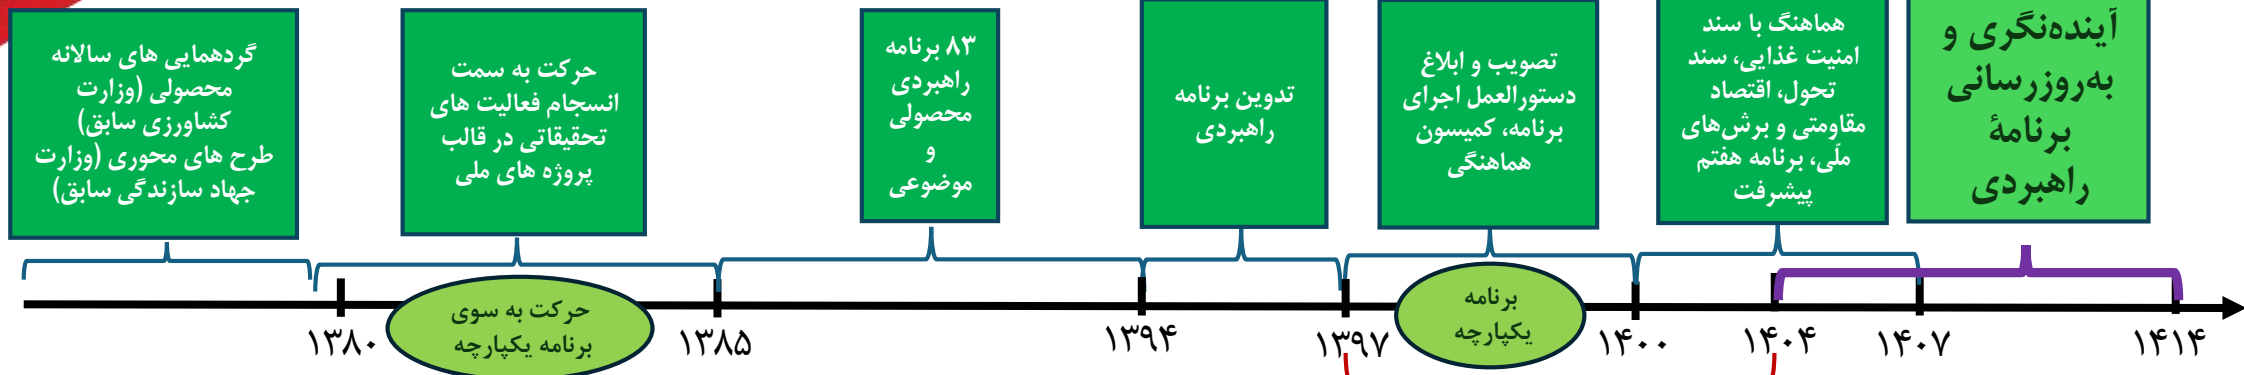 گردهمایی های سالانه
محصولی (وزارت
کشاورزی سابق)
طرح های محوری (وزارت
جهاد سازندگی سابق)
حرکت به سمت
انسجام فعالیت های
تحقیقاتی در قالب
پروژه های ملی
۸۳ برنامه
راهبردی
محصولی
و
موضوعی
تدوین برنامه
راهبردی
تصویب و ابلاغ
دستورالعمل اجرای
برنامه، کمیسون
هماهنگی
هماهنگ با سند
امنیت غذایی، سند
تحول، اقتصاد
مقاومتی و برش‌های
ملّی، برنامه هفتم
پیشرفت
آینده‌نگری و
به‌روزرسانی
برنامۀ
راهبردی
۱۳۸۰
حرکت به سوی
برنامه یکپارچه
۱۳۸۵
۱۳۹۴
۱۳۹۷
برنامه
یکپارچه
۱۴۰۰
۱۴۰۴
۱۴۰۷
۱۴۱۴